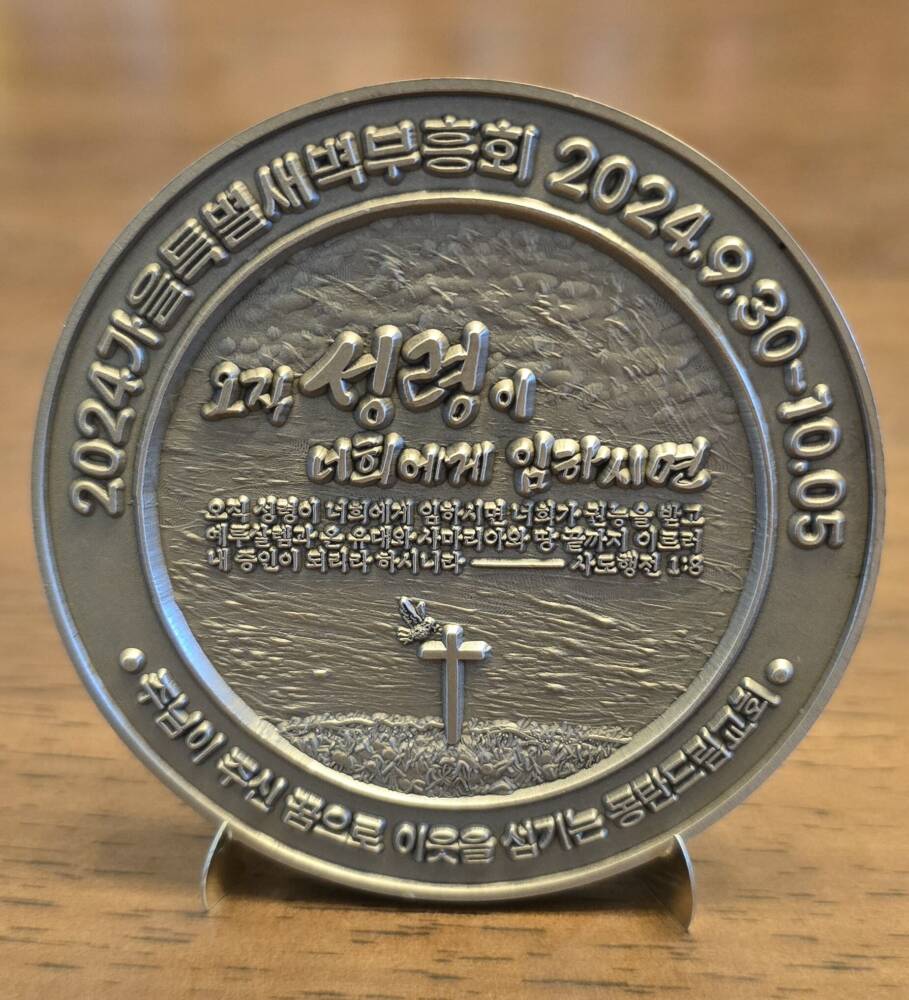 2024가을특별새벽부흥회 2024.9.30-10.05
오직 성령이
너희에게 임하시면
오직 성령이 너희에게 임하시면 너희가 권능을 받고
예루살렘과 온 유대와 사마리아와 땅 끝까지 이르러
내 증인이 되리라 하시니라 사도행전 1:8
• 주님이 주신 꿈으로 이웃을 섬기는 동탄드림교회 •